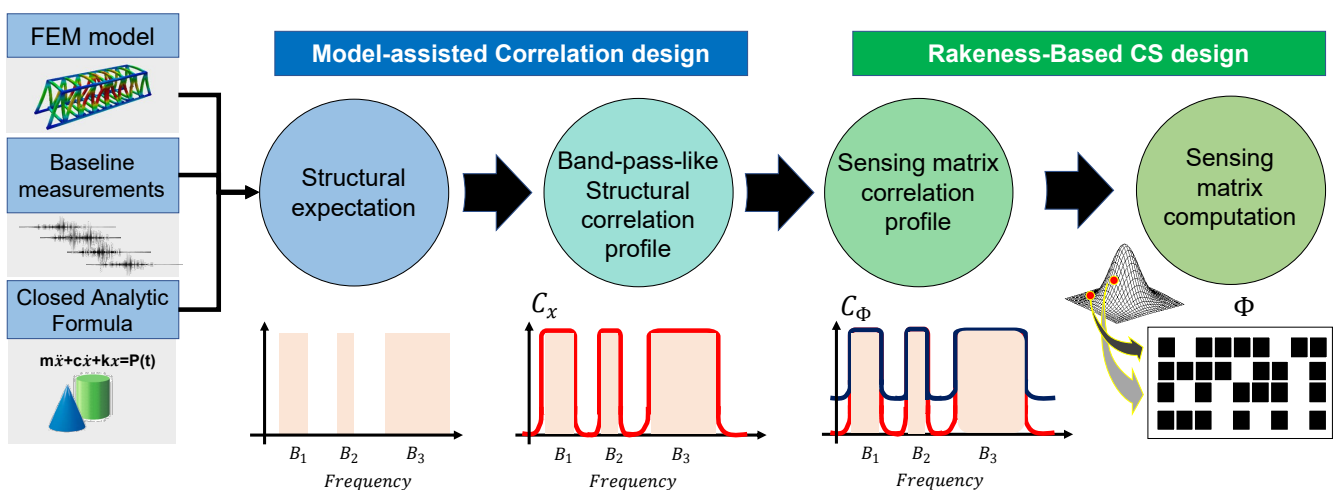 FEM model
Baseline
measurements
Closed Analytic
Formula
mẍ+cẋ+kx=P(t)
Model-assisted Correlation design
Structural
expectation
Band-pass-like
Structural
correlation
profile
B₁ B₂ B₃
Frequency
Cₓ
B₁ B₂ B₃
Frequency
Rakeness-Based CS design
Sensing matrix
correlation
profile
Sensing
matrix
computation
C_Φ
B₁ B₂ B₃
Frequency
Φ